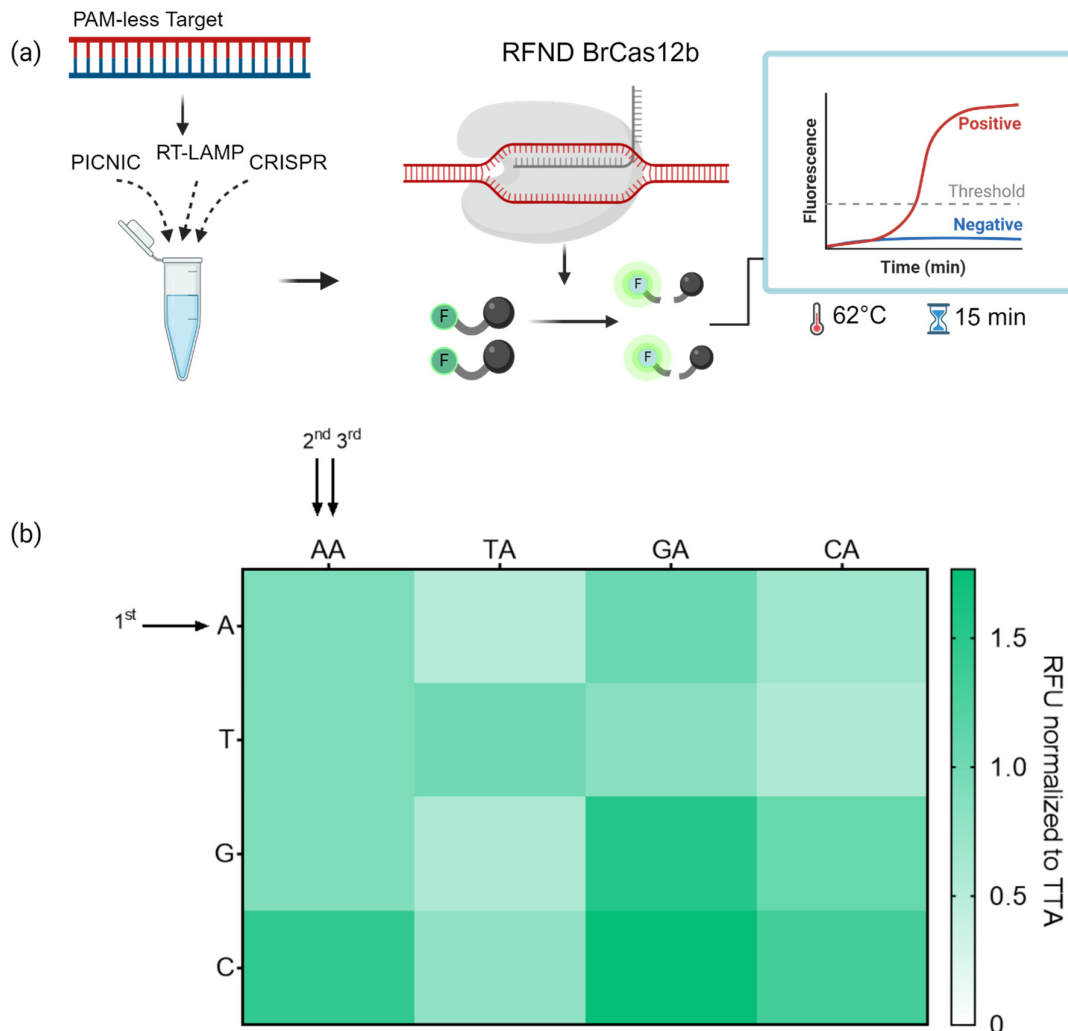 (a)
PAM-less Target
PICNIC
RT-LAMP
CRISPR
RFND BrCas12b
F
F
F
F
Fluorescence
Positive
Threshold
Negative
Time (min)
62°C
15 min
(b)
2nd 3rd
AA TA GA CA
1st
A
T
G
C
1.5
1.0
0.5
0
RFU normalized to TTA